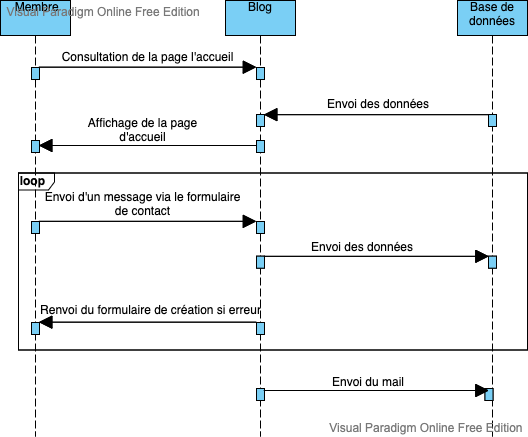 Visual Paradigm Online Free Edition
Membre
Blog
Base de
données
Consultation de la page l'accueil
Envoi des données
Affichage de la page
d'accueil
loop
Envoi d'un message via le formulaire
de contact
Envoi des données
Renvoi du formulaire de création si erreur
Envoi du mail
Visual Paradigm Online Free Edition